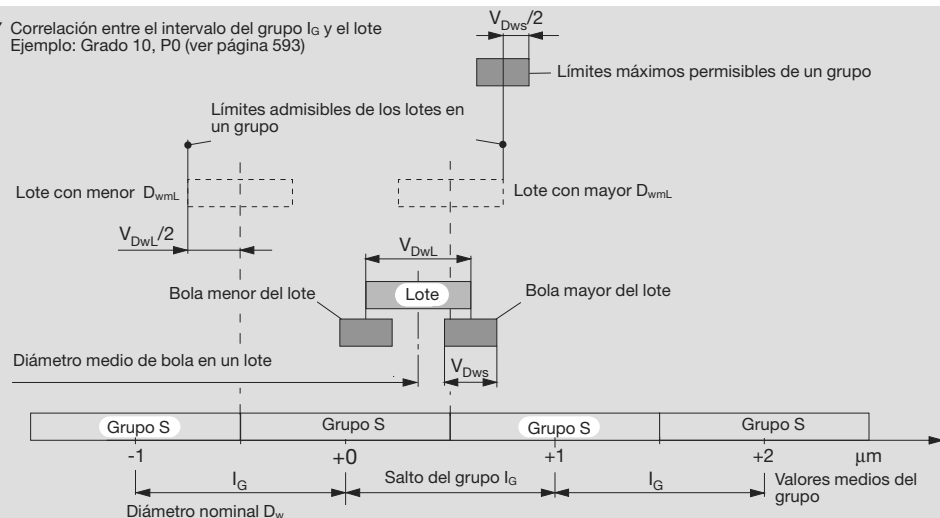 Correlación entre el intervalo del grupo IG y el lote
Ejemplo: Grado 10, P0 (ver página 593)
VDws/2
Límites máximos permisibles de un grupo
Límites admisibles de los lotes en
un grupo
Lote con menor DwmL
Lote con mayor DwmL
VDwL/2
VDwL
Bola menor del lote
Lote
Bola mayor del lote
Diámetro medio de bola en un lote
VDws
Grupo S
Grupo S
Grupo S
Grupo S
-1
+0
+1
+2
µm
IG
Salto del grupo IG
IG
Valores medios del
grupo
Diámetro nominal Dw